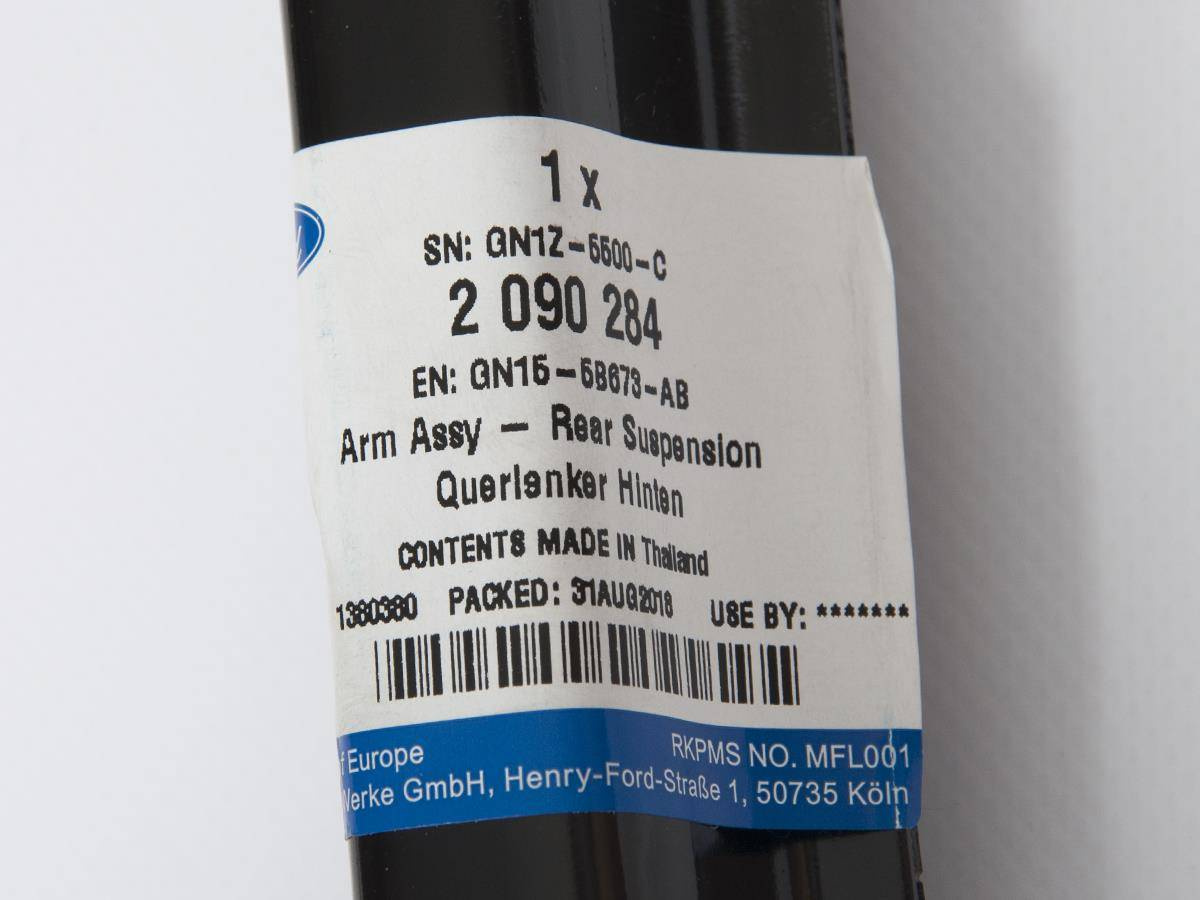 1 x
SN: GN1Z-5500-C
2 090 284
EN: GN15-5B673-AB
Arm Assy - Rear Suspension
Querlenker Hinten
CONTENTS MADE IN Thailand
1380380 PACKED: 31AUG2018 USE BY: *******
f Europe RKPMS NO. MFL001
Werke GmbH, Henry-Ford-Straße 1, 50735 Köln